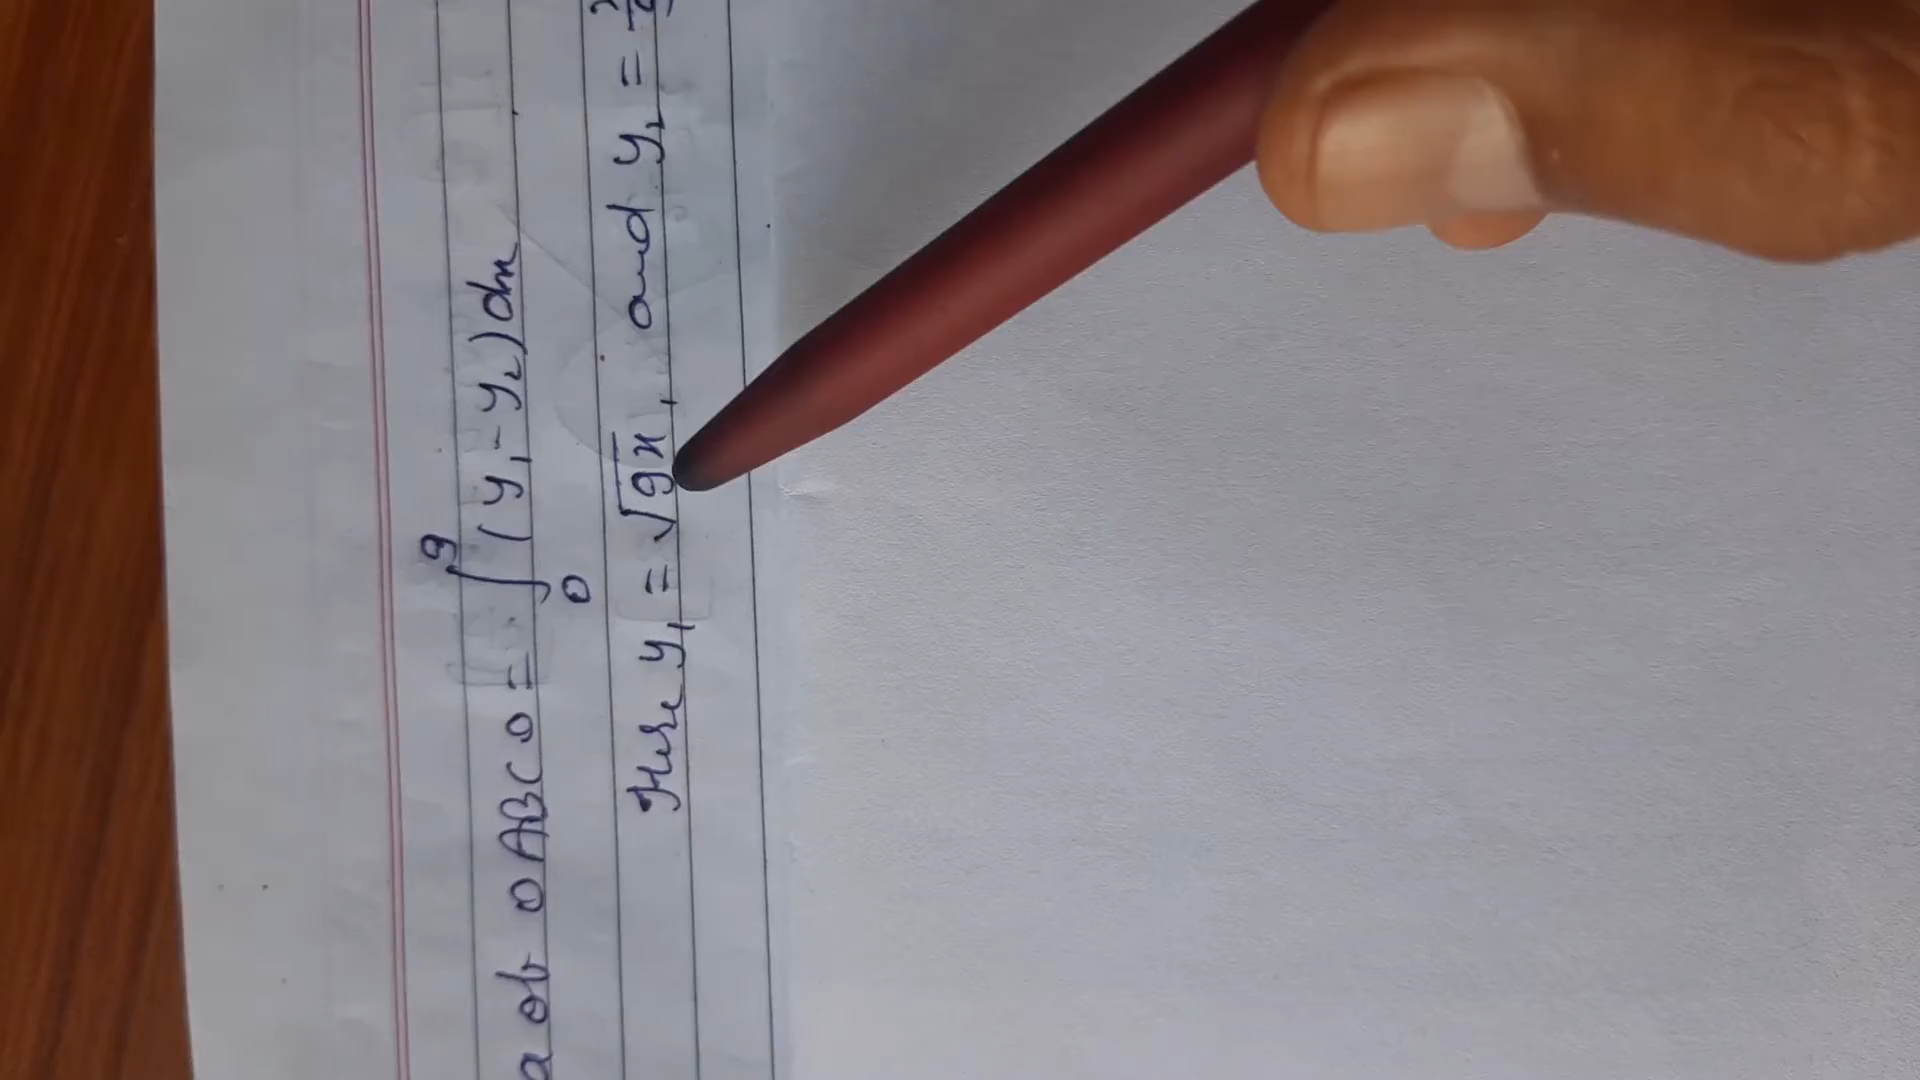 a of OABCO = ∫₀⁹ (y₁ - y₂) dx
Here y₁ = √9x, and y₂ =